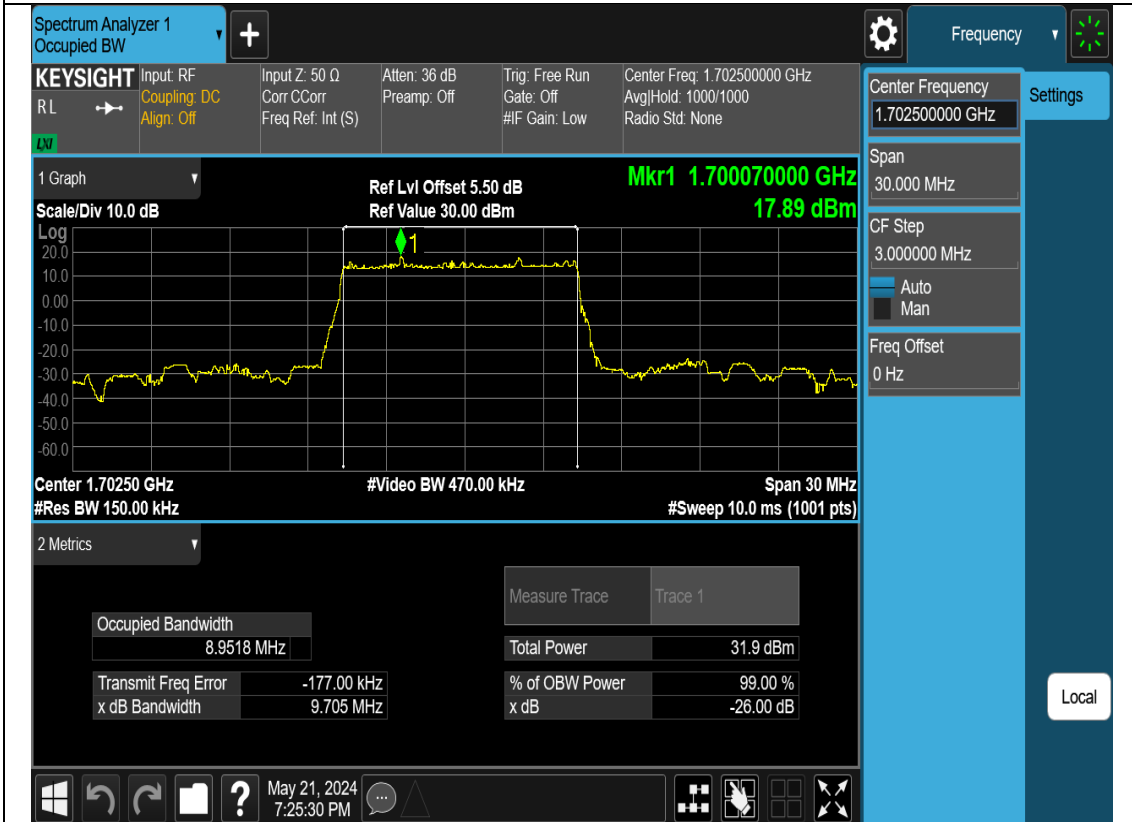 Spectrum Analyzer 1
Occupied BW
Frequency
KEYSIGHT
R L
LXI
Input: RF
Coupling: DC
Align: Off
Input Z: 50 Ω
Corr CCorr
Freq Ref: Int (S)
Atten: 36 dB
Preamp: Off
Trig: Free Run
Gate: Off
#IF Gain: Low
Center Freq: 1.702500000 GHz
Avg|Hold: 1000/1000
Radio Std: None
Center Frequency
1.702500000 GHz
Settings
Span
30.000 MHz
CF Step
3.000000 MHz
Auto
Man
Freq Offset
0 Hz
Local
1 Graph
Scale/Div 10.0 dB
Ref Lvl Offset 5.50 dB
Ref Value 30.00 dBm
Mkr1 1.700070000 GHz
17.89 dBm
Log
1
20.0
10.0
0.00
-10.0
-20.0
-30.0
-40.0
-50.0
-60.0
Center 1.70250 GHz
#Video BW 470.00 kHz
Span 30 MHz
#Res BW 150.00 kHz
#Sweep 10.0 ms (1001 pts)
2 Metrics
Measure Trace Trace 1
Occupied Bandwidth
8.9518 MHz
Total Power 31.9 dBm
Transmit Freq Error -177.00 kHz
% of OBW Power 99.00 %
x dB Bandwidth 9.705 MHz
x dB -26.00 dB
?
May 21, 2024
7:25:30 PM